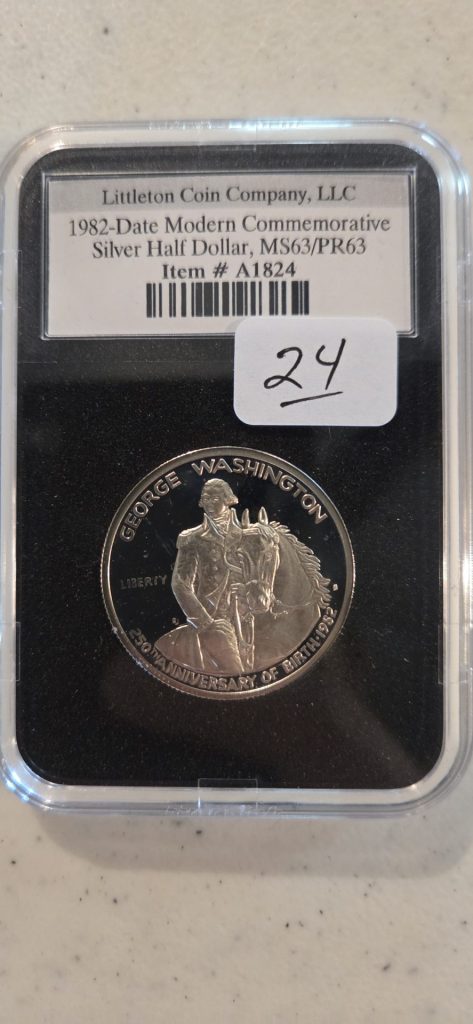 Littleton Coin Company, LLC
1982-Date Modern Commemorative
Silver Half Dollar, MS63/PR63
Item # A1824
24
GEORGE WASHINGTON
LIBERTY
250TH ANNIVERSARY OF BIRTH·1982